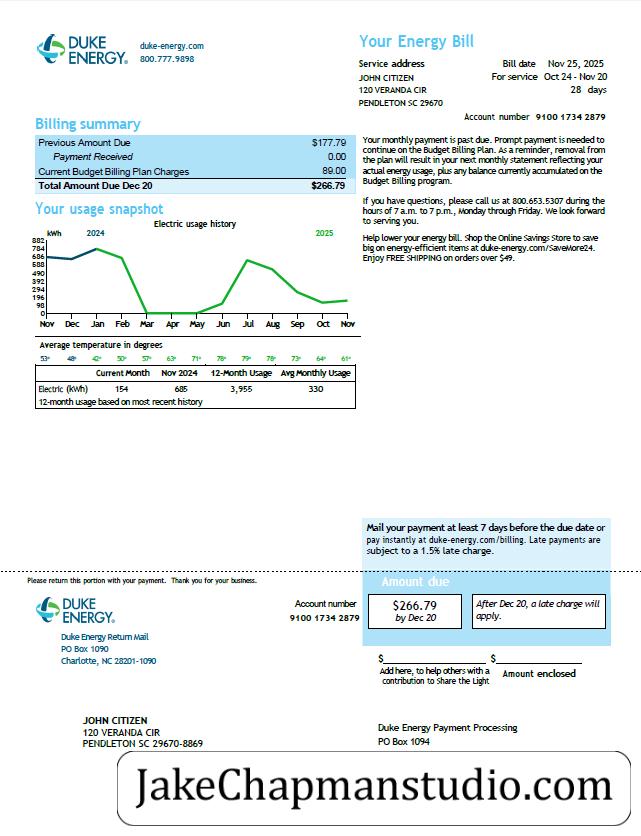 DUKE ENERGY®
duke-energy.com
800.777.9898
Your Energy Bill
Service address
JOHN CITIZEN
120 VERANDA CIR
PENDLETON SC 29670
Bill date Nov 25, 2025
For service Oct 24 - Nov 20
28 days
Account number 9100 1734 2879
Billing summary
Previous Amount Due $177.79
Payment Received 0.00
Current Budget Billing Plan Charges 89.00
Total Amount Due Dec 20 $266.79
Your monthly payment is past due. Prompt payment is needed to
continue on the Budget Billing Plan. As a reminder, removal from
the plan will result in your next monthly statement reflecting your
actual energy usage, plus any balance currently accumulated on the
Budget Billing program.
If you have questions, please call us at 800.653.5307 during the
hours of 7 a.m. to 7 p.m., Monday through Friday. We look forward
to serving you.
Help lower your energy bill. Shop the Online Savings Store to save
big on energy-efficient items at duke-energy.com/SaveMore24.
Enjoy FREE SHIPPING on orders over $49.
Your usage snapshot
Electric usage history
kWh 2024 2025
882
784
686
588
490
392
294
196
98
0
Nov Dec Jan Feb Mar Apr May Jun Jul Aug Sep Oct Nov
Average temperature in degrees
53° 48° 42° 50° 57° 63° 71° 78° 79° 78° 73° 64° 61°
Current Month Nov 2024 12-Month Usage Avg Monthly Usage
Electric (kWh) 154 685 3,955 330
12-month usage based on most recent history
Mail your payment at least 7 days before the due date or
pay instantly at duke-energy.com/billing. Late payments are
subject to a 1.5% late charge.
Please return this portion with your payment. Thank you for your business.
Amount due
DUKE ENERGY®
Account number
9100 1734 2879
$266.79
by Dec 20
After Dec 20, a late charge will
apply.
Duke Energy Return Mail
PO Box 1090
Charlotte, NC 28201-1090
$ $
Add here, to help others with a
contribution to Share the Light
Amount enclosed
JOHN CITIZEN
120 VERANDA CIR
PENDLETON SC 29670-8869
Duke Energy Payment Processing
PO Box 1094
JakeChapmanstudio.com